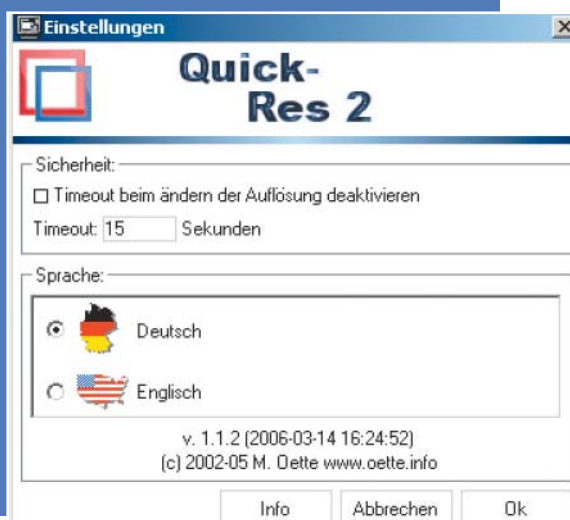 Einstellungen
Quick-
Res 2
Sicherheit:
Timeout beim ändern der Auflösung deaktivieren
Timeout: 15 Sekunden
Sprache:
Deutsch
Englisch
v. 1.1.2 (2006-03-14 16:24:52)
(c) 2002-05 M. Oette www.oette.info
Info Abbrechen Ok